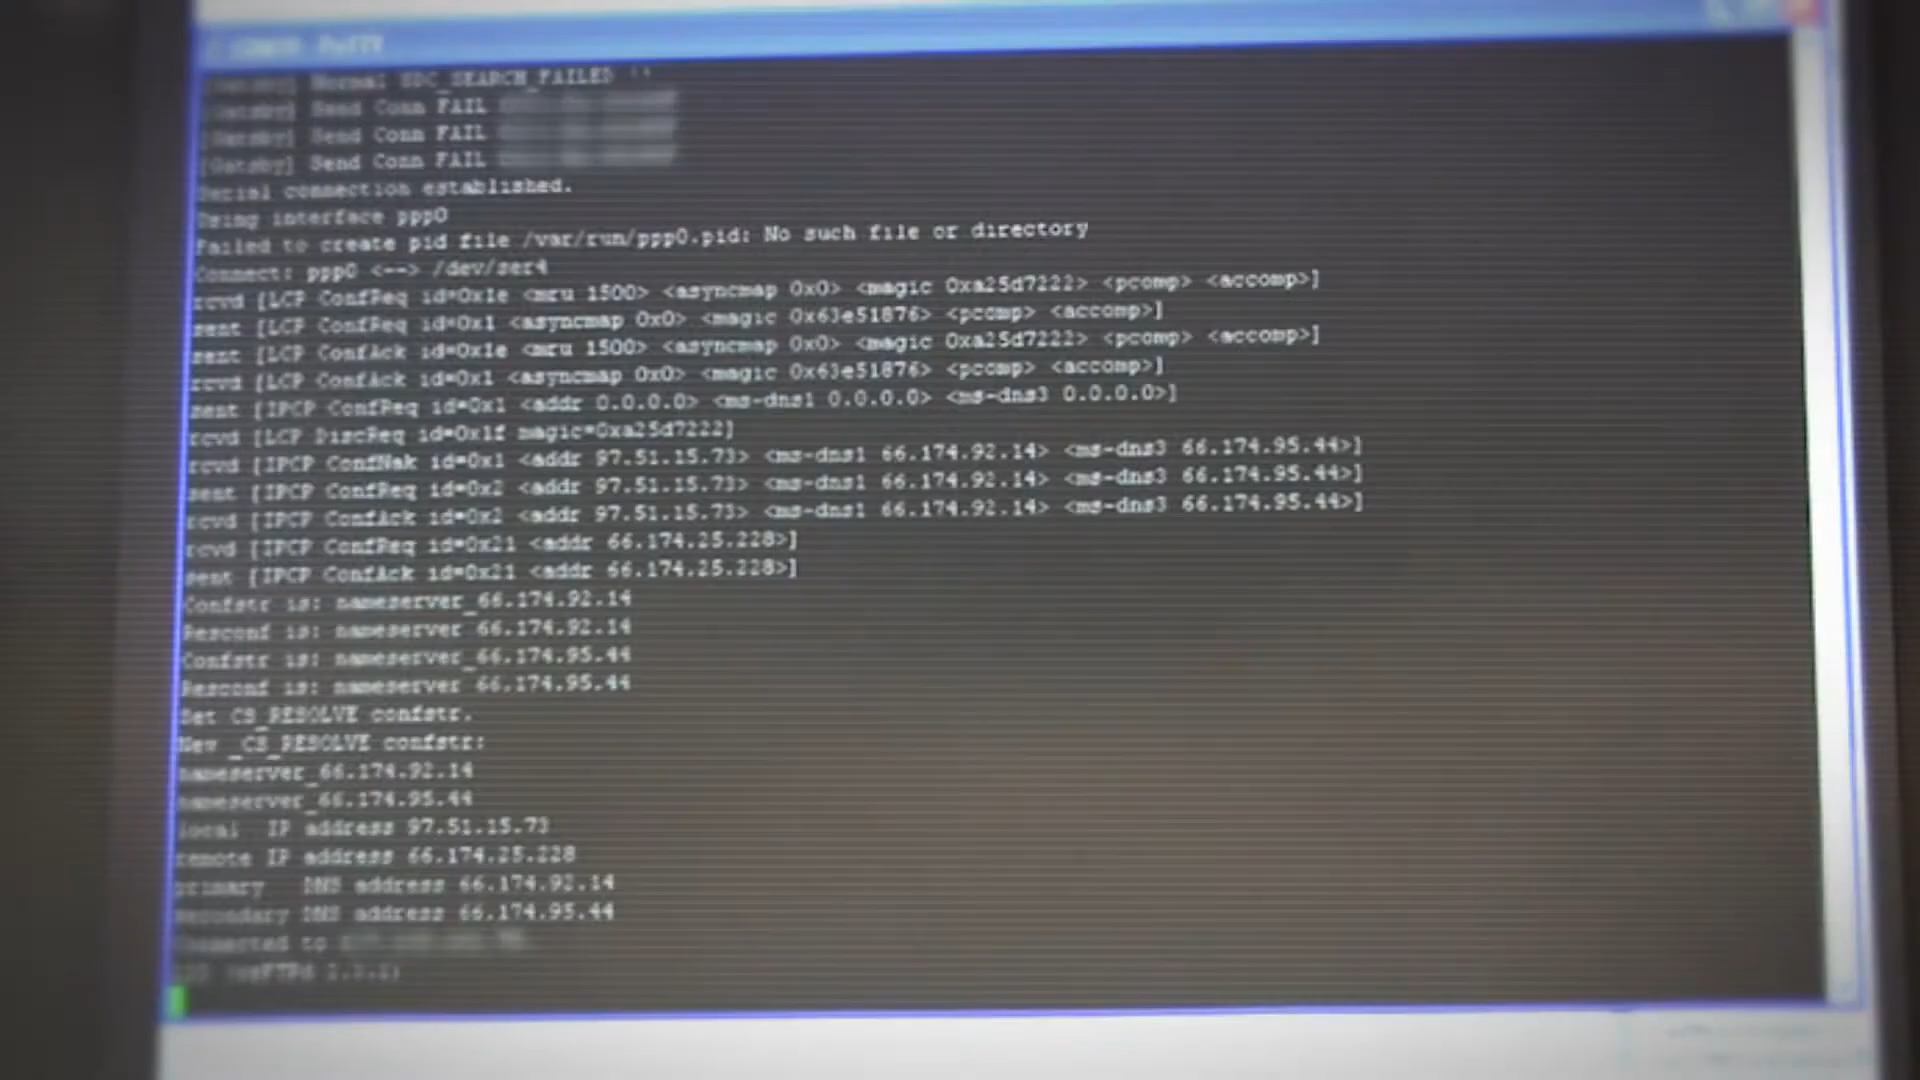 PuTTY
[Gatsby] Normal SDC_SEARCH_FAILED ''
[Gatsby] Send Conn FAIL
[Gatsby] Send Conn FAIL
[Gatsby] Send Conn FAIL
Serial connection established.
Using interface ppp0
Failed to create pid file /var/run/ppp0.pid: No such file or directory
Connect: ppp0 <--> /dev/ser4
rcvd [LCP ConfReq id=0x1e <mru 1500> <asyncmap 0x0> <magic 0xa25d7222> <pcomp> <accomp>]
sent [LCP ConfReq id=0x1 <asyncmap 0x0> <magic 0x63e51876> <pcomp> <accomp>]
sent [LCP ConfAck id=0x1e <mru 1500> <asyncmap 0x0> <magic 0xa25d7222> <pcomp> <accomp>]
rcvd [LCP ConfAck id=0x1 <asyncmap 0x0> <magic 0x63e51876> <pcomp> <accomp>]
sent [IPCP ConfReq id=0x1 <addr 0.0.0.0> <ms-dns1 0.0.0.0> <ms-dns3 0.0.0.0>]
rcvd [LCP DiscReq id=0x1f magic=0xa25d7222]
rcvd [IPCP ConfNak id=0x1 <addr 97.51.15.73> <ms-dns1 66.174.92.14> <ms-dns3 66.174.95.44>]
sent [IPCP ConfReq id=0x2 <addr 97.51.15.73> <ms-dns1 66.174.92.14> <ms-dns3 66.174.95.44>]
rcvd [IPCP ConfAck id=0x2 <addr 97.51.15.73> <ms-dns1 66.174.92.14> <ms-dns3 66.174.95.44>]
rcvd [IPCP ConfReq id=0x21 <addr 66.174.25.228>]
sent [IPCP ConfAck id=0x21 <addr 66.174.25.228>]
Confstr is: nameserver_66.174.92.14
Resconf is: nameserver 66.174.92.14
Confstr is: nameserver_66.174.95.44
Resconf is: nameserver 66.174.95.44
Set CS_RESOLVE confstr.
New _CS_RESOLVE confstr:
nameserver_66.174.92.14
nameserver_66.174.95.44
local  IP address 97.51.15.73
remote IP address 66.174.25.228
primary   DNS address 66.174.92.14
secondary DNS address 66.174.95.44
Connected to